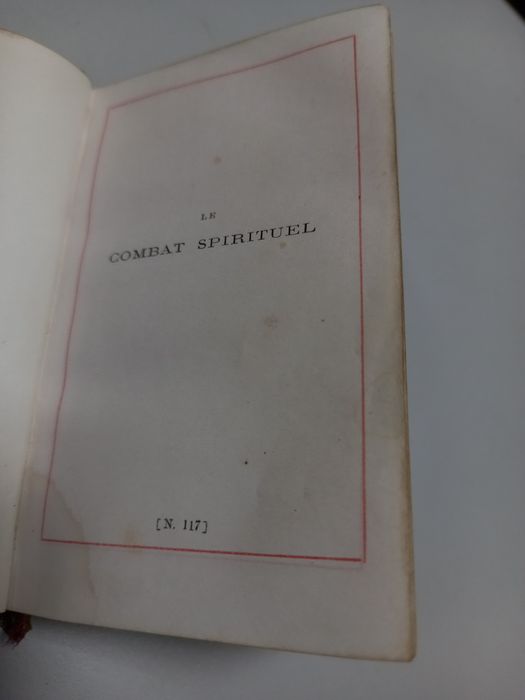 LE
COMBAT SPIRITUEL
[N. 117]